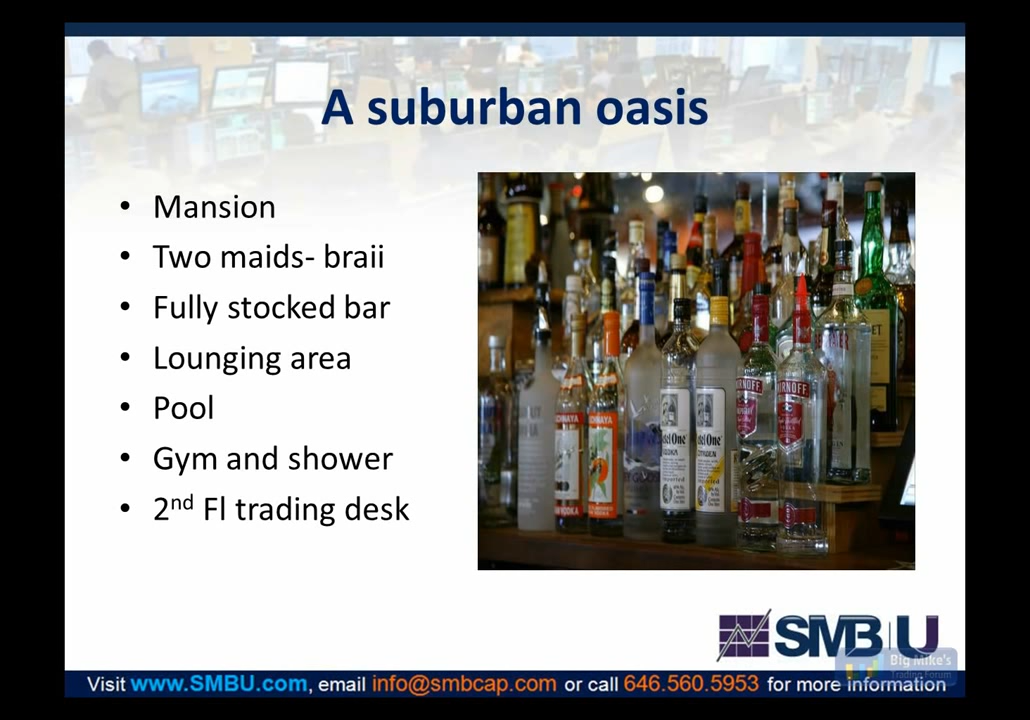 A suburban oasis
• Mansion
• Two maids- braii
• Fully stocked bar
• Lounging area
• Pool
• Gym and shower
• 2nd Fl trading desk
SMB U
Big Mike's
Trading Forum
Visit www.SMBU.com, email info@smbcap.com or call 646.560.5953 for more information